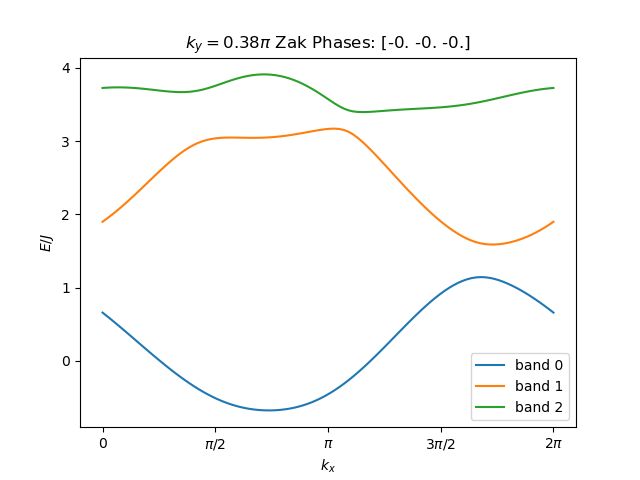 k_y = 0.38π Zak Phases: [-0. -0. -0.]
4
3
2
1
0
E/J
0 π/2 π 3π/2 2π
k_x
band 0
band 1
band 2